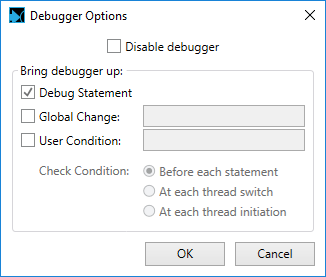 Debugger Options
Disable debugger
Bring debugger up:
Debug Statement
Global Change:
User Condition:
Check Condition:
Before each statement
At each thread switch
At each thread initiation
OK
Cancel